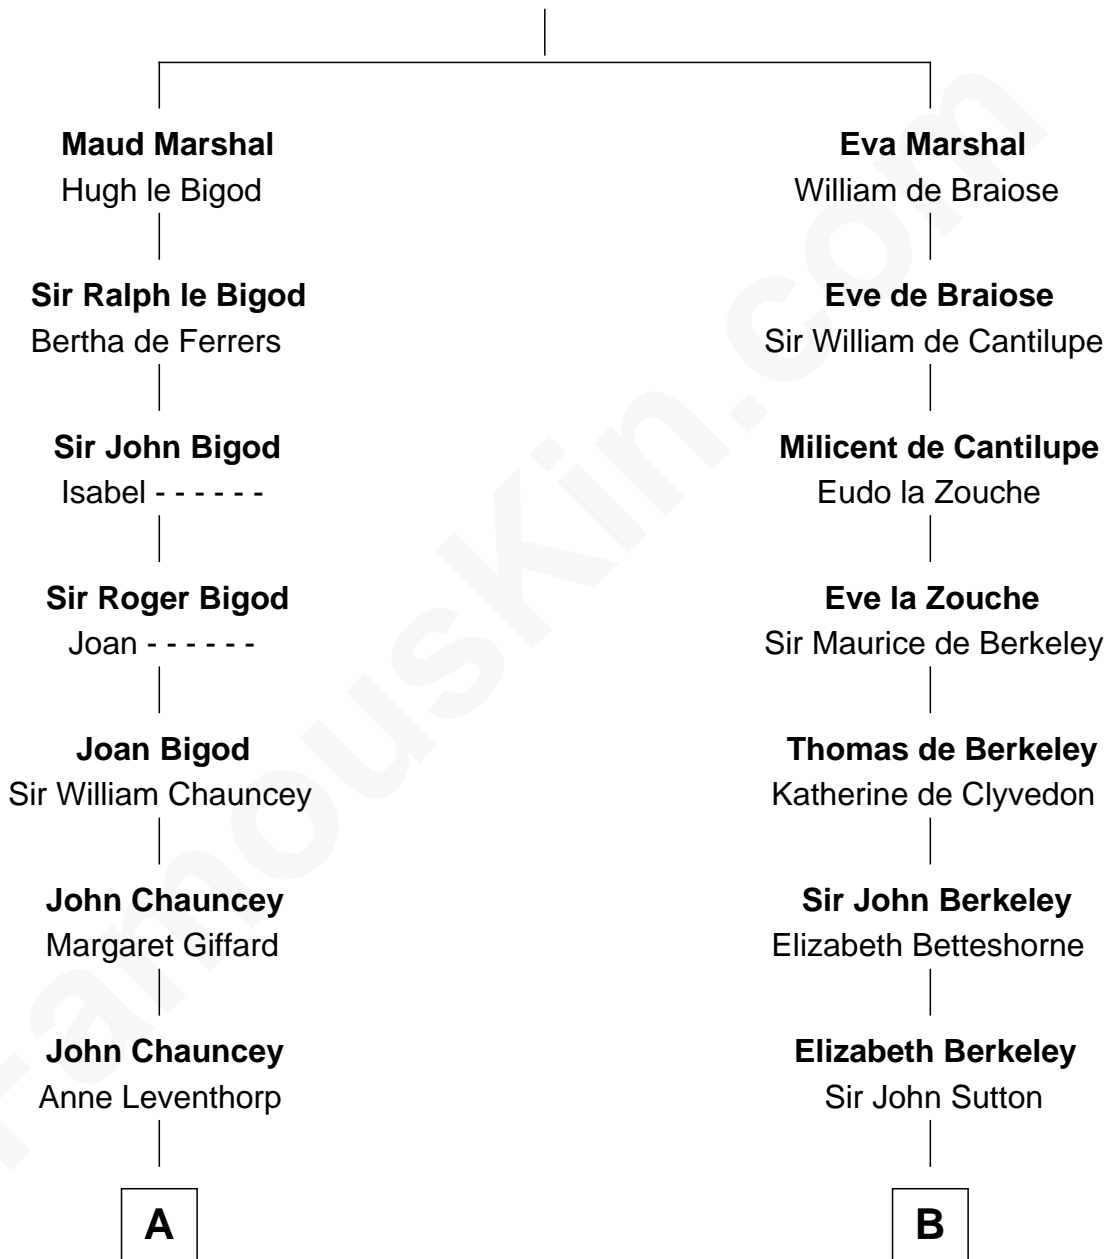 Maud Marshal
Hugh le Bigod
Sir Ralph le Bigod
Bertha de Ferrers
Sir John Bigod
Isabel - - - - - -
Sir Roger Bigod
Joan - - - - - -
Joan Bigod
Sir William Chauncey
John Chauncey
Margaret Giffard
John Chauncey
Anne Leventhorp
A
Eva Marshal
William de Braiose
Eve de Braiose
Sir William de Cantilupe
Milicent de Cantilupe
Eudo la Zouche
Eve la Zouche
Sir Maurice de Berkeley
Thomas de Berkeley
Katherine de Clyvedon
Sir John Berkeley
Elizabeth Betteshorne
Elizabeth Berkeley
Sir John Sutton
B
FamousKin.com